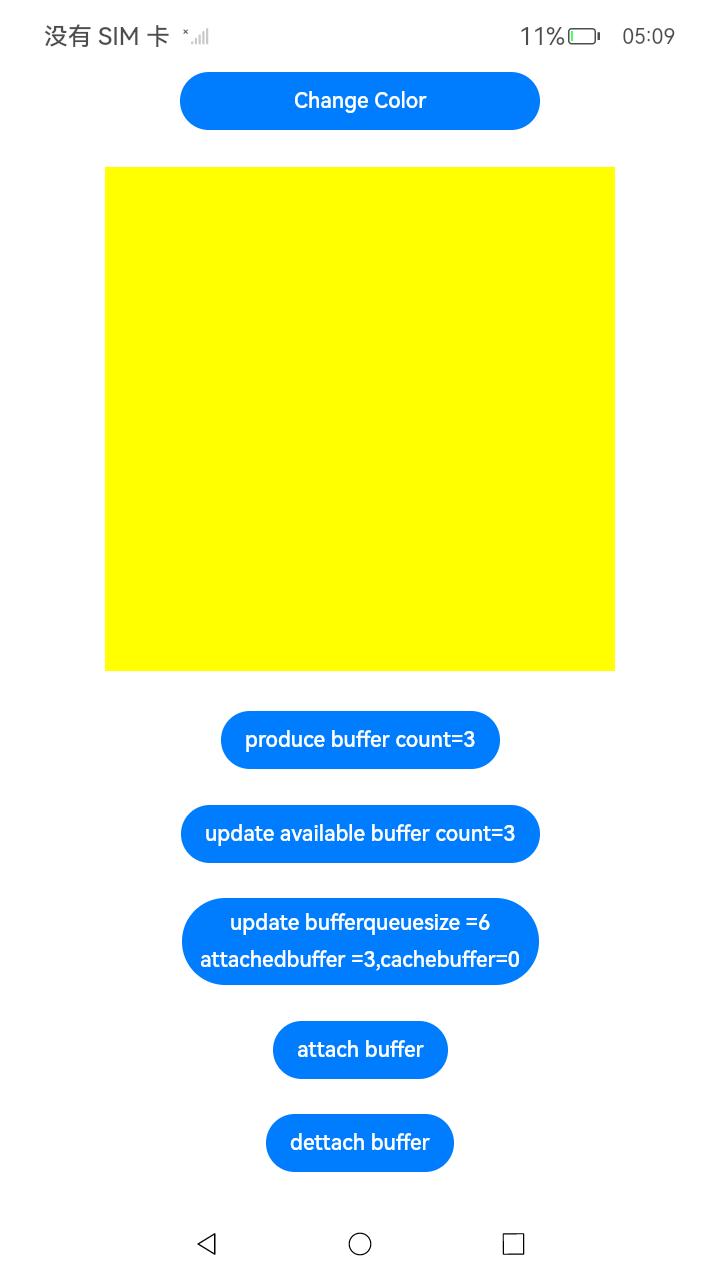 没有 SIM 卡 11% 05:09
Change Color
produce buffer count=3
update available buffer count=3
update bufferqueuesize =6
attachedbuffer =3,cachebuffer=0
attach buffer
dettach buffer